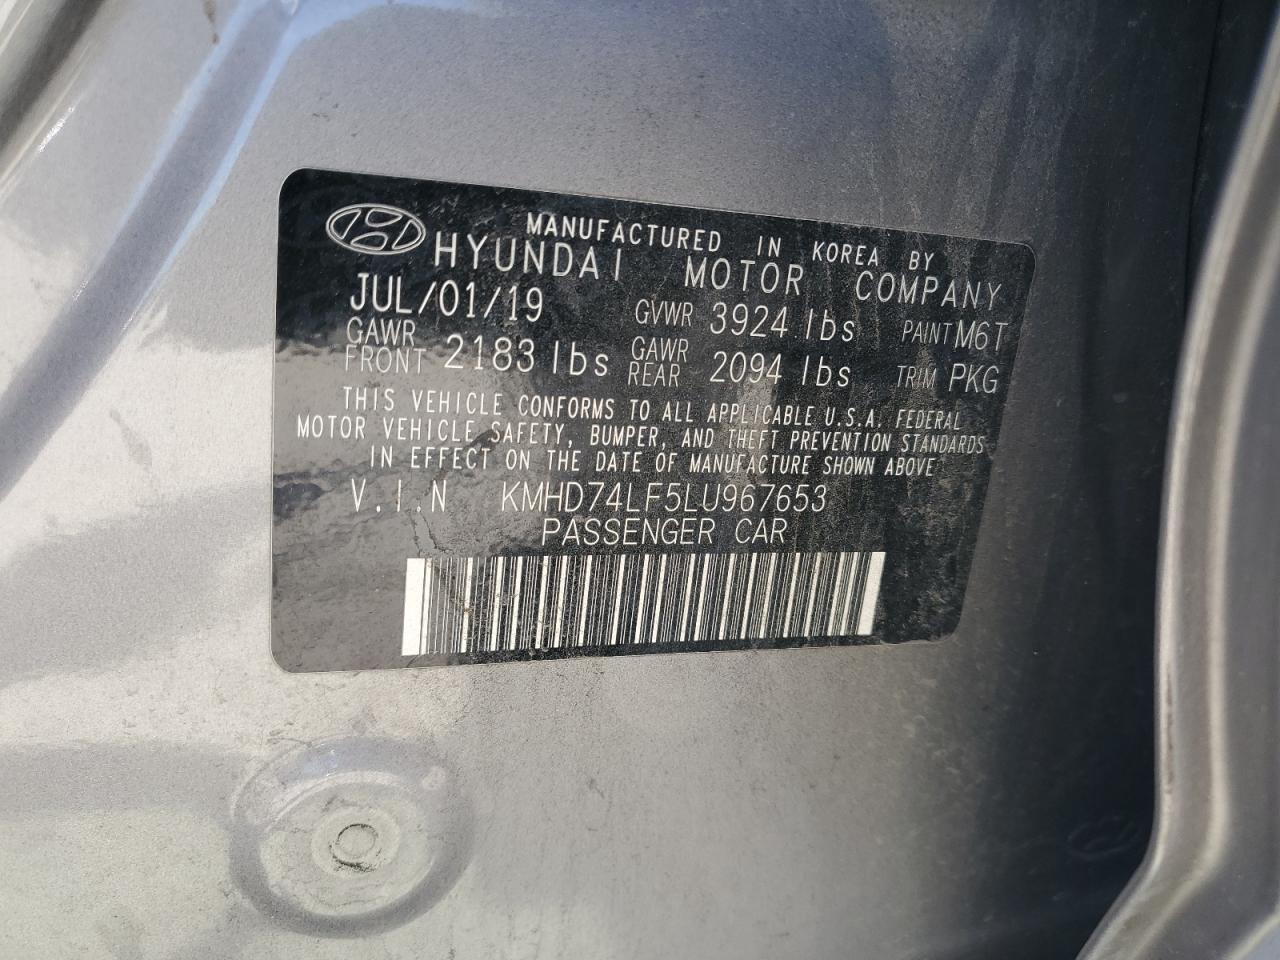 MANUFACTURED IN KOREA BY
HYUNDAI MOTOR COMPANY
JUL/01/19 GVWR 3924 lbs PAINT M6T
GAWR FRONT 2183 lbs GAWR REAR 2094 lbs TRIM PKG
THIS VEHICLE CONFORMS TO ALL APPLICABLE U.S.A. FEDERAL
MOTOR VEHICLE SAFETY, BUMPER, AND THEFT PREVENTION STANDARDS
IN EFFECT ON THE DATE OF MANUFACTURE SHOWN ABOVE
V.I.N KMHD74LF5LU967653
PASSENGER CAR